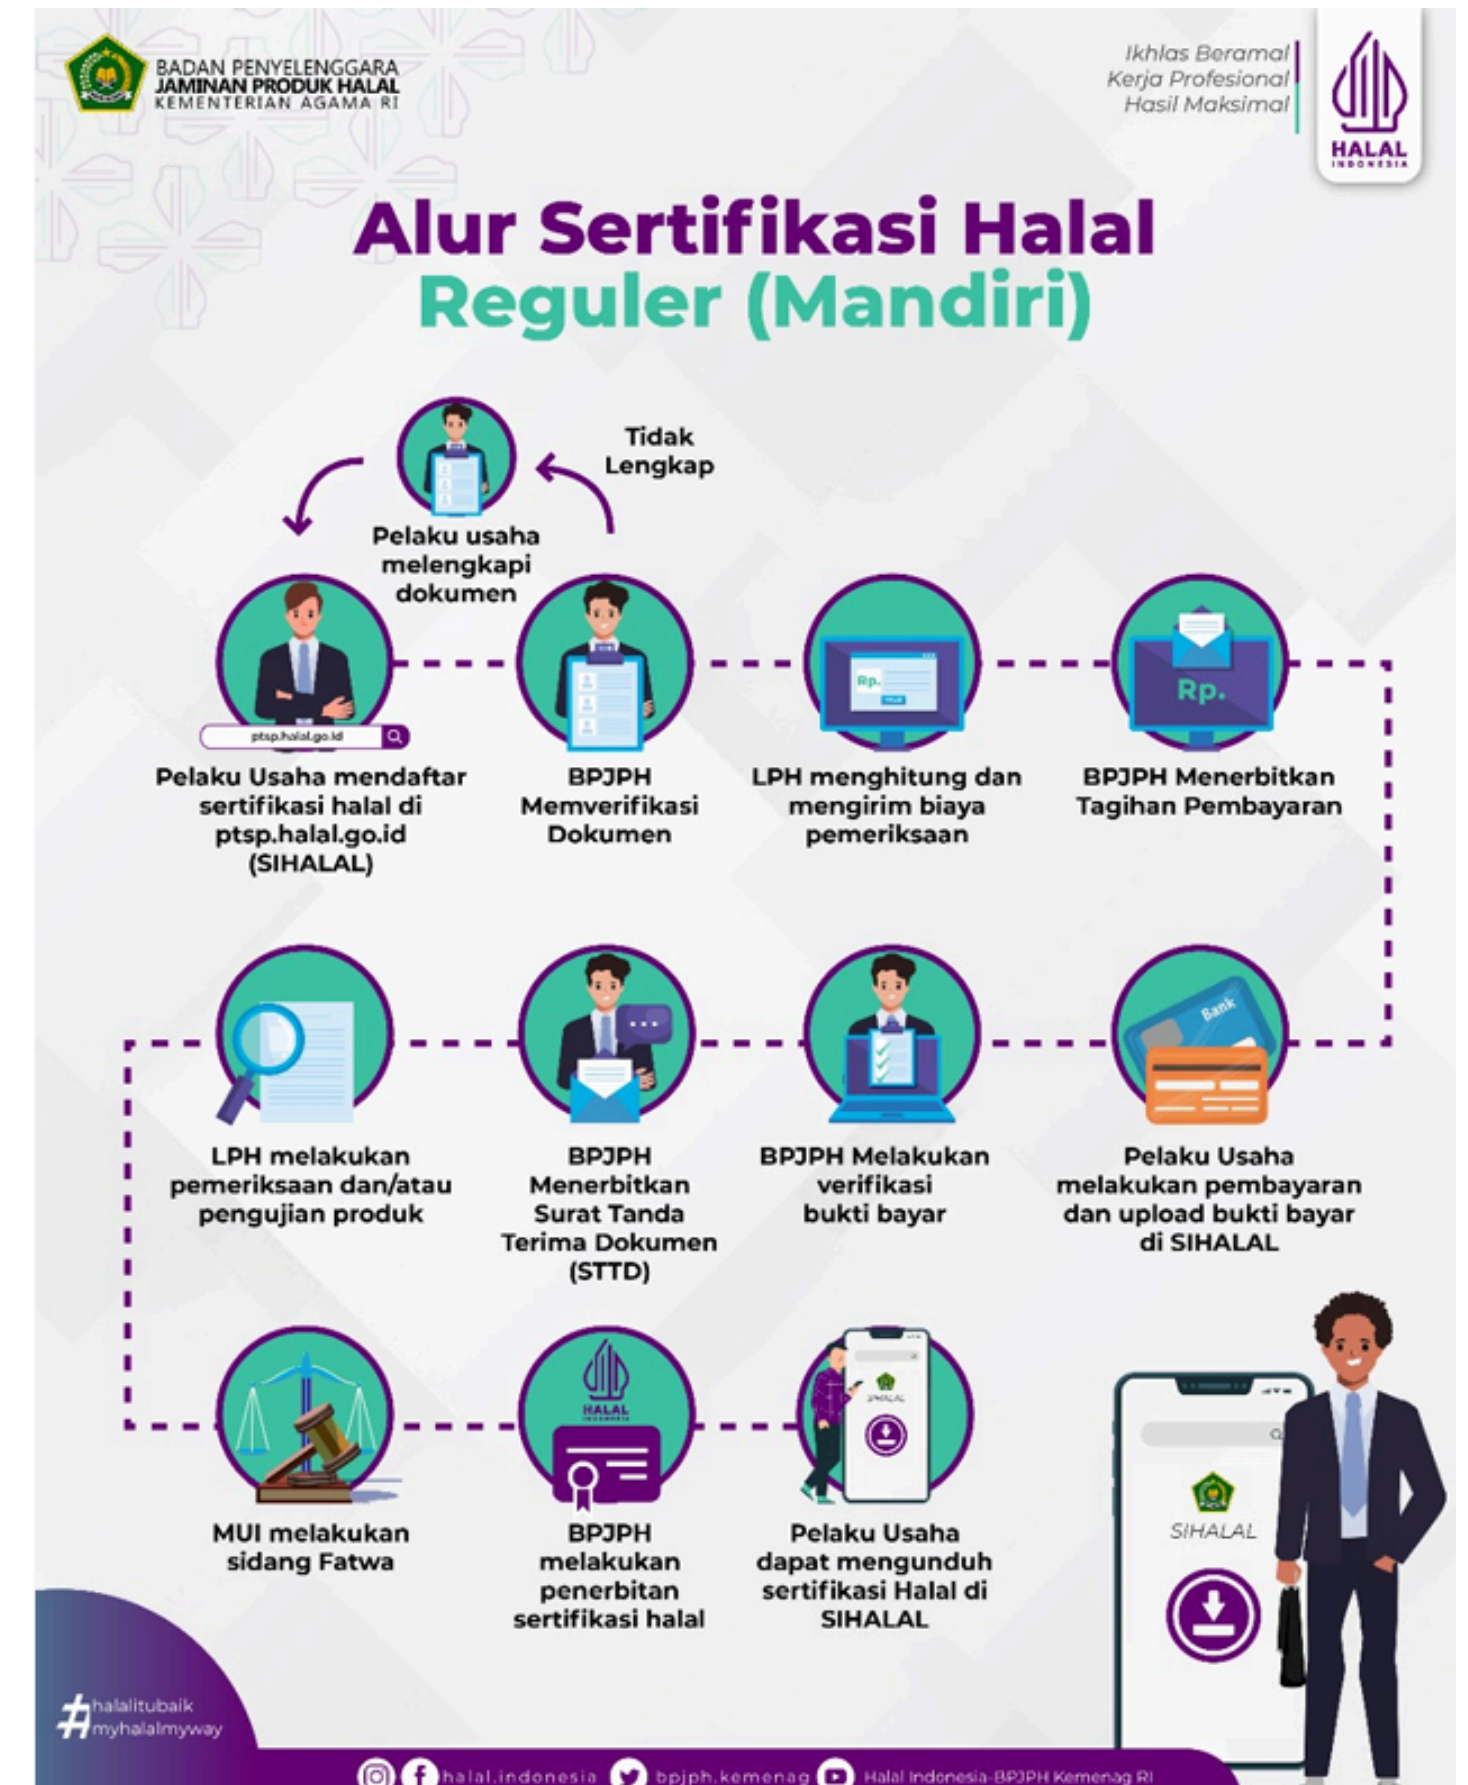 BADAN PENYELENGGARA
JAMINAN PRODUK HALAL
KEMENTERIAN AGAMA RI
Ikhlas Beramal
Kerja Profesional
Hasil Maksimal
HALAL
INDONESIA
Alur Sertifikasi Halal
Reguler (Mandiri)
Tidak
Lengkap
Pelaku usaha
melengkapi
dokumen
ptsp.halal.go.id
Rp.
Rp.
Pelaku Usaha mendaftar
sertifikasi halal di
ptsp.halal.go.id
(SIHALAL)
BPJPH
Memverifikasi
Dokumen
LPH menghitung dan
mengirim biaya
pemeriksaan
BPJPH Menerbitkan
Tagihan Pembayaran
Bank
LPH melakukan
pemeriksaan dan/atau
pengujian produk
BPJPH
Menerbitkan
Surat Tanda
Terima Dokumen
(STTD)
BPJPH Melakukan
verifikasi
bukti bayar
Pelaku Usaha
melakukan pembayaran
dan upload bukti bayar
di SIHALAL
HALAL
INDONESIA
SIHALAL
MUI melakukan
sidang Fatwa
BPJPH
melakukan
penerbitan
sertifikasi halal
Pelaku Usaha
dapat mengunduh
sertifikasi Halal di
SIHALAL
SIHALAL
#halalitubaik
myhalalmyway
halal.indonesia
bpjph.kemenag
Halal Indonesia-BPJPH Kemenag RI